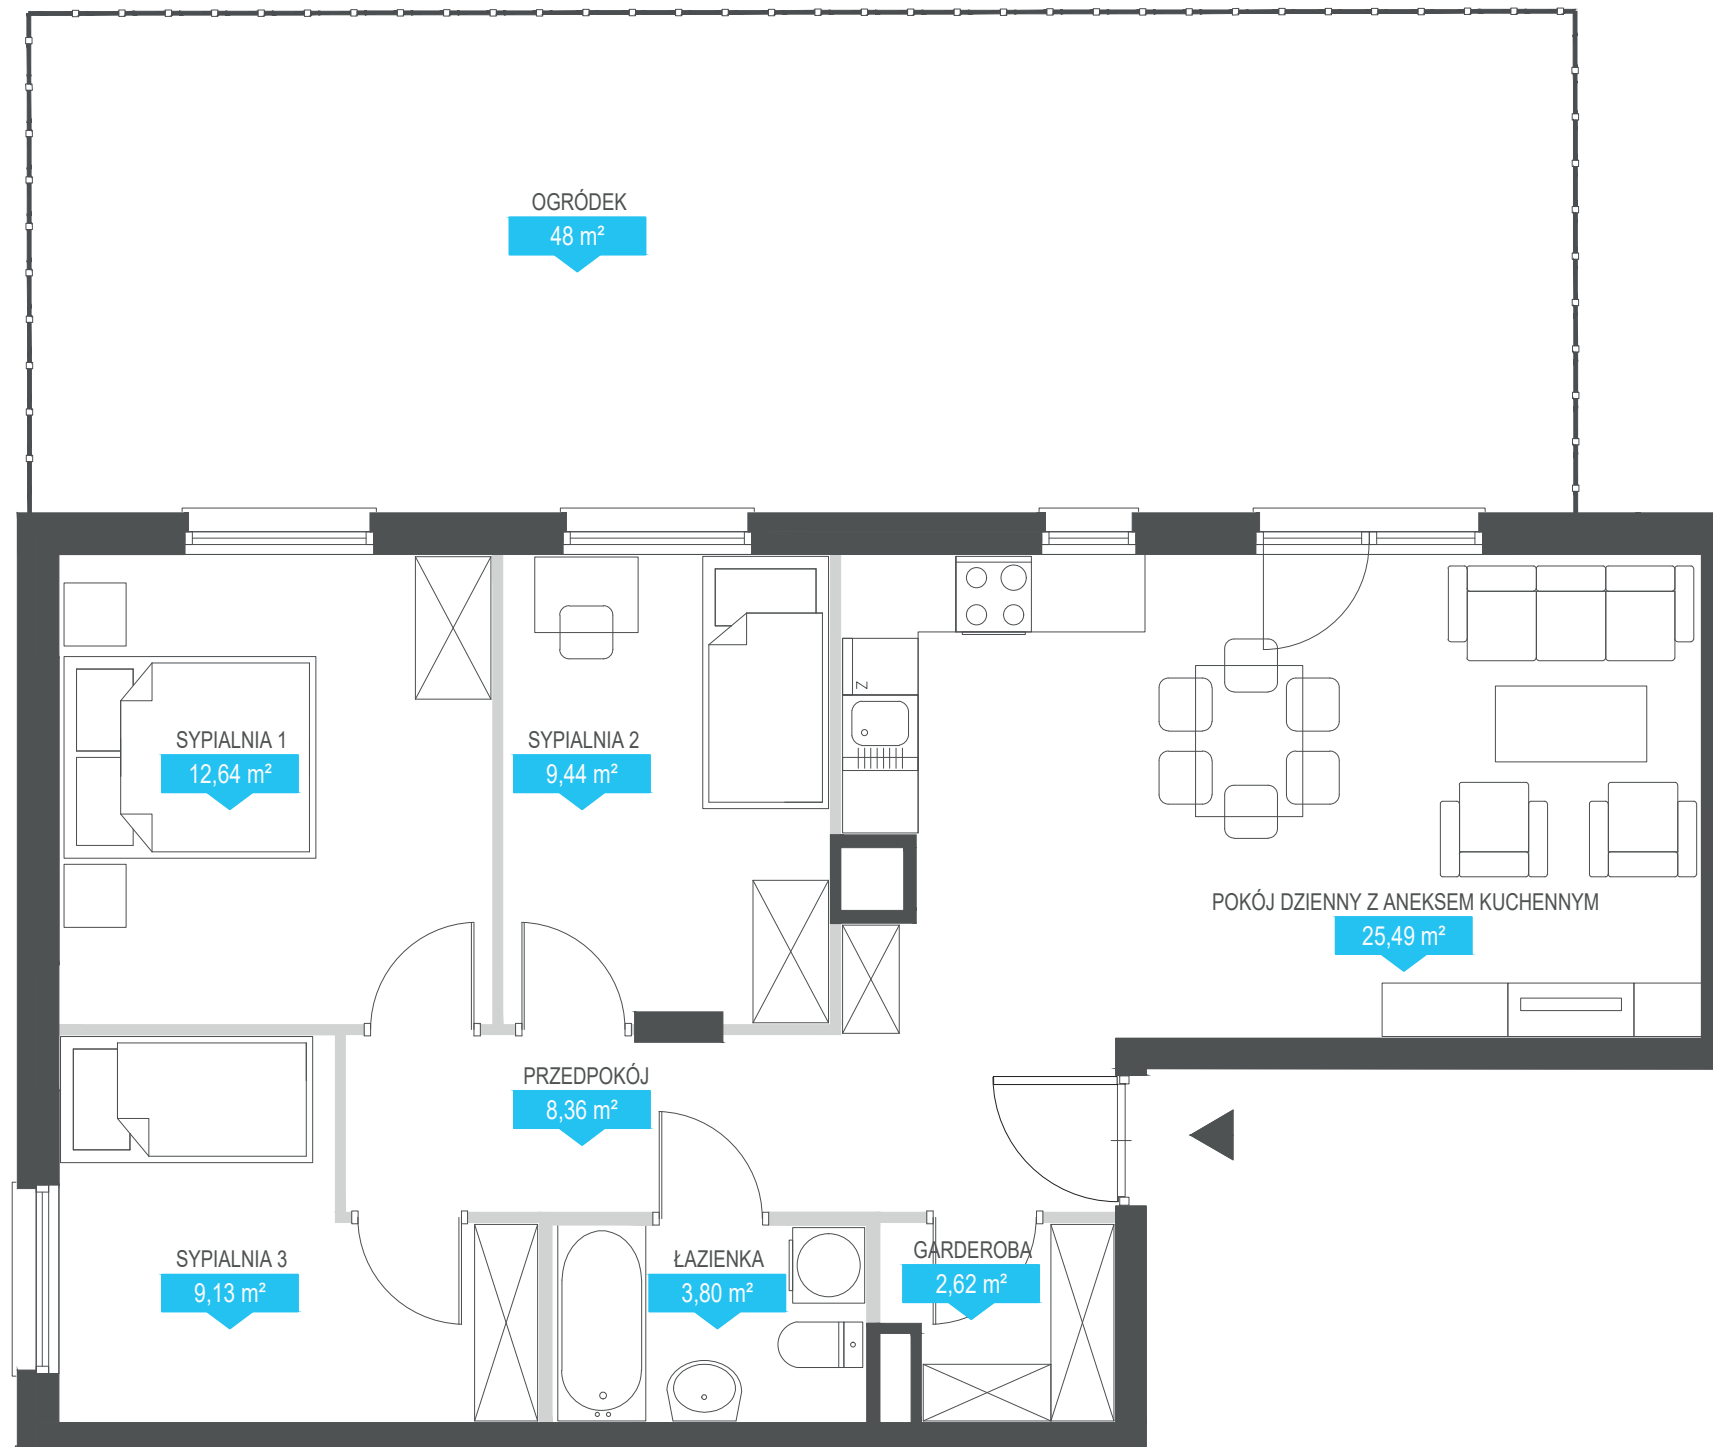 OGRÓDEK
48 m²
SYPIALNIA 1
12,64 m²
SYPIALNIA 2
9,44 m²
Z
POKÓJ DZIENNY Z ANEKSEM KUCHENNYM
25,49 m²
PRZEDPOKÓJ
8,36 m²
SYPIALNIA 3
9,13 m²
ŁAZIENKA
3,80 m²
GARDEROBA
2,62 m²